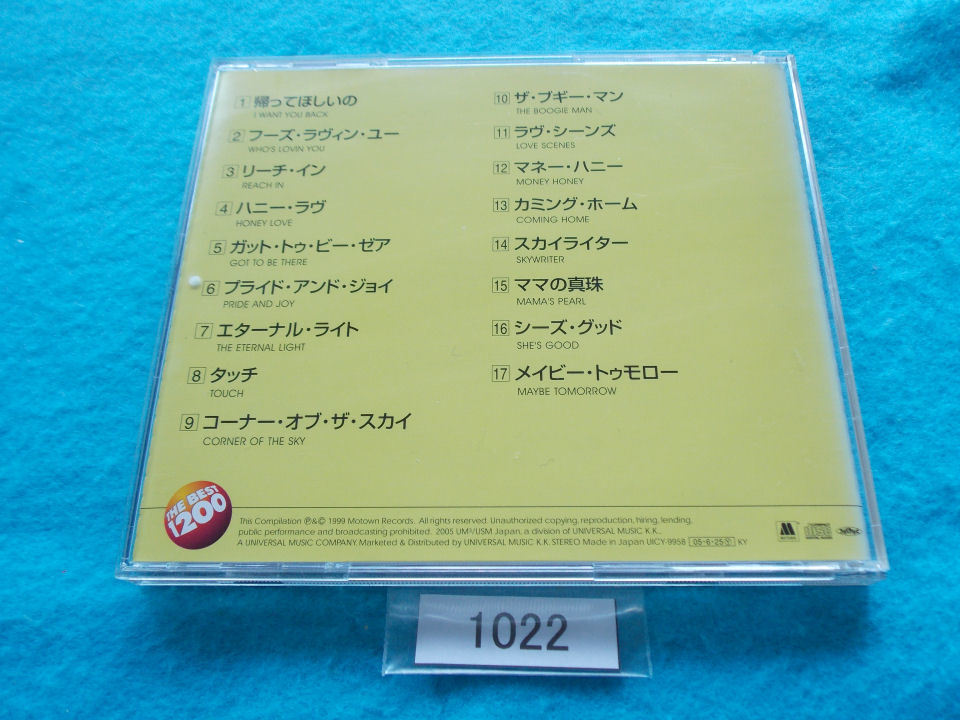 1 帰ってほしいの
I WANT YOU BACK
2 フーズ・ラヴィン・ユー
WHO'S LOVIN YOU
3 リーチ・イン
REACH IN
4 ハニー・ラヴ
HONEY LOVE
5 ガット・トゥ・ビー・ゼア
GOT TO BE THERE
6 プライド・アンド・ジョイ
PRIDE AND JOY
7 エターナル・ライト
THE ETERNAL LIGHT
8 タッチ
TOUCH
9 コーナー・オブ・ザ・スカイ
CORNER OF THE SKY
10 ザ・ブギー・マン
THE BOOGIE MAN
11 ラヴ・シーンズ
LOVE SCENES
12 マネー・ハニー
MONEY HONEY
13 カミング・ホーム
COMING HOME
14 スカイライター
SKYWRITER
15 ママの真珠
MAMA'S PEARL
16 シーズ・グッド
SHE'S GOOD
17 メイビー・トゥモロー
MAYBE TOMORROW
THE BEST
1200
This Compilation ℗&© 1999 Motown Records. All rights reserved. Unauthorized copying, reproduction, hiring, lending,
public performance and broadcasting prohibited. 2005 UM³/USM Japan, a division of UNIVERSAL MUSIC K.K.,
A UNIVERSAL MUSIC COMPANY. Marketed & Distributed by UNIVERSAL MUSIC K.K. STEREO Made in Japan UICY-9958 05-6-25 KY
M
1022